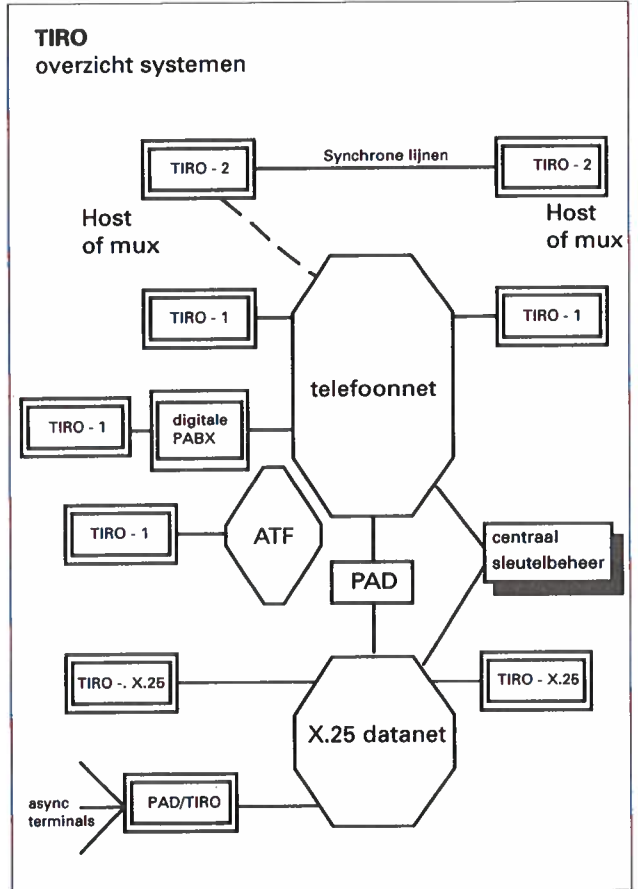 TIRO
overzicht systemen
TIRO - 2
Synchrone lijnen
TIRO - 2
Host
of mux
Host
of mux
TIRO - 1
TIRO - 1
telefoonnet
TIRO - 1
digitale
PABX
TIRO - 1
ATF
centraal
sleutelbeheer
PAD
TIRO -. X.25
TIRO - X.25
X.25 datanet
async
terminals
PAD/TIRO